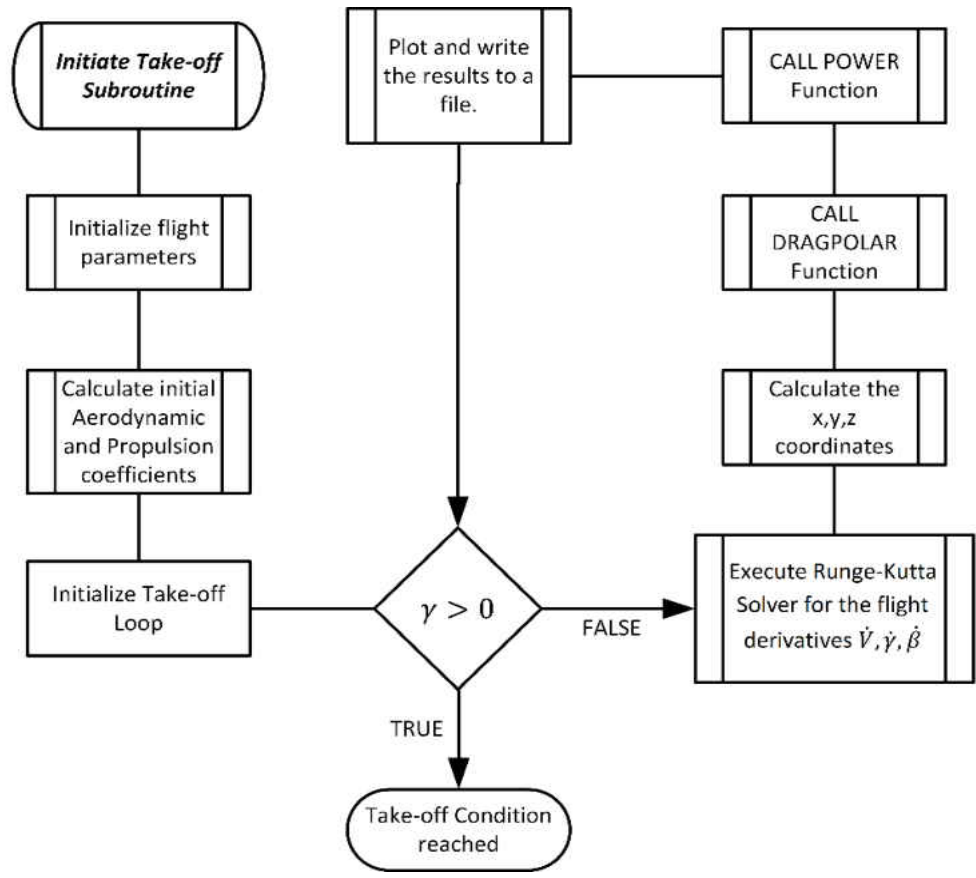 Initiate Take-off
Subroutine
Initialize flight
parameters
Calculate initial
Aerodynamic
and Propulsion
coefficients
Initialize Take-off
Loop
Plot and write
the results to a
file.
γ > 0
TRUE
Take-off Condition
reached
FALSE
CALL POWER
Function
CALL
DRAGPOLAR
Function
Calculate the
x,y,z
coordinates
Execute Runge-Kutta
Solver for the flight
derivatives V̇, γ̇, β̇